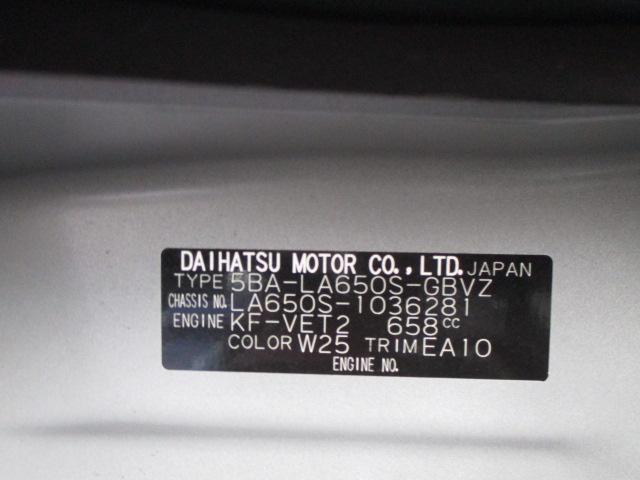 DAIHATSU MOTOR CO.,LTD. JAPAN
TYPE 5BA-LA650S-GBVZ
CHASSIS NO. LA650S-1036281
ENGINE KF-VET2 658cc
COLOR W25 TRIM EA10
ENGINE NO.